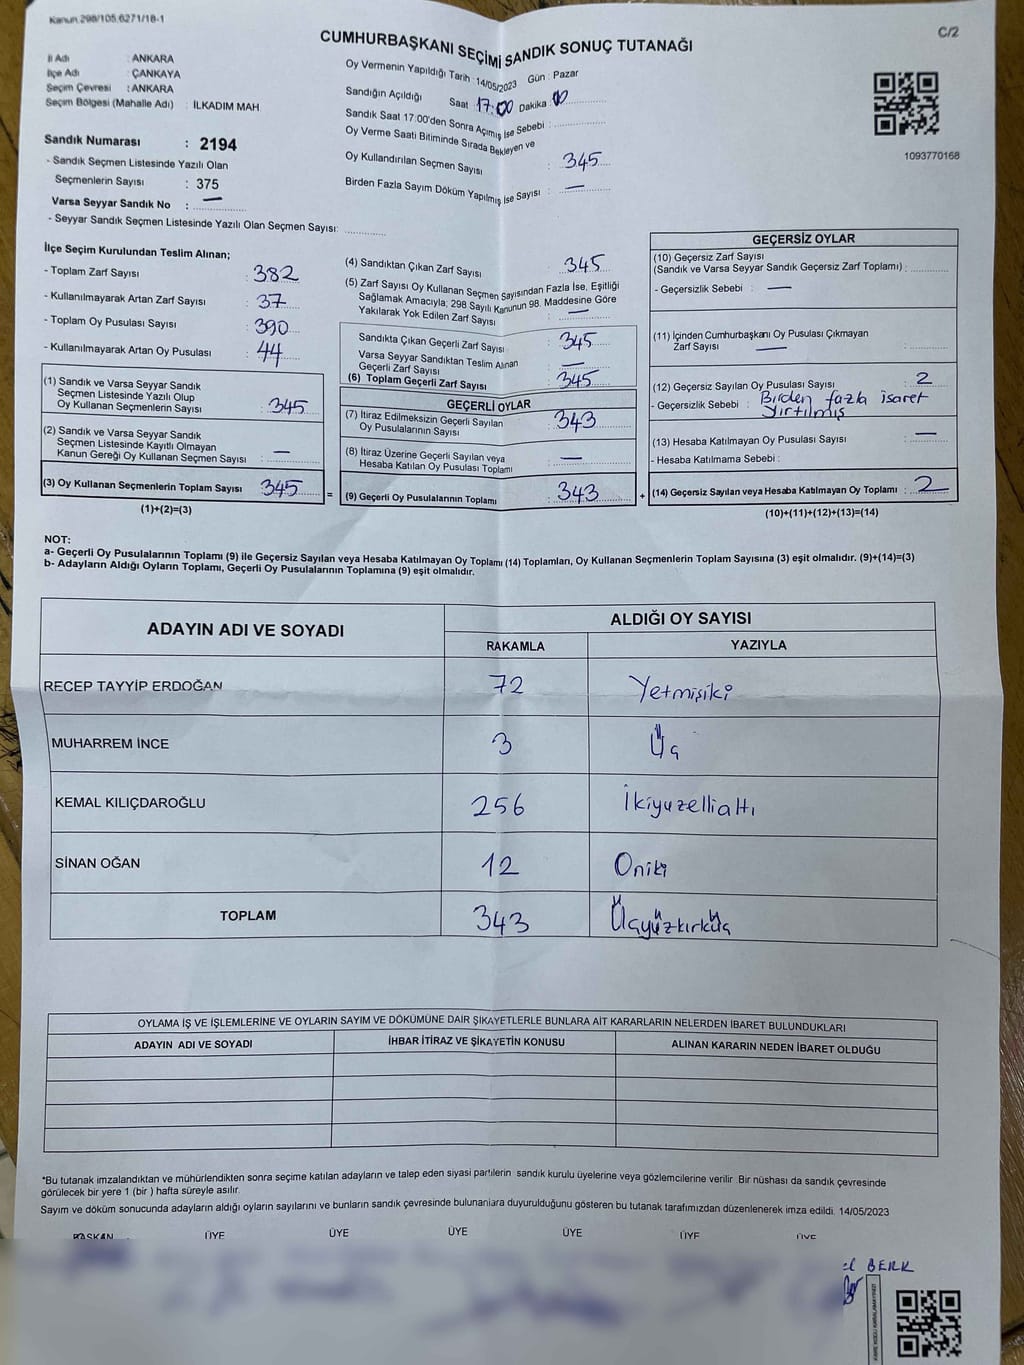 Kanun 298/105.6271/18-1
C/2
CUMHURBAŞKANI SEÇİMİ SANDIK SONUÇ TUTANAĞI
İl Adı : ANKARA
İlçe Adı : ÇANKAYA
Seçim Çevresi : ANKARA
Seçim Bölgesi (Mahalle Adı) : İLKADIM MAH.
Sandık Numarası : 2194
- Sandık Seçmen Listesinde Yazılı Olan
Seçmenlerin Sayısı : 375
Varsa Seyyar Sandık No : —
- Seyyar Sandık Seçmen Listesinde Yazılı Olan Seçmen Sayısı: ............
Oy Vermenin Yapıldığı Tarih : 14/05/2023 Gün : Pazar
Sandığın Açıldığı Saat 17:00 Dakika 00
Sandık Saat 17:00'den Sonra Açımış İse Sebebi : ............
Oy Verme Saati Bitiminde Sırada Bekleyen ve
Oy Kullandırılan Seçmen Sayısı : 345
Birden Fazla Sayım Döküm Yapılmış İse Sayısı : —
1093770168
İlçe Seçim Kurulundan Teslim Alınan;
- Toplam Zarf Sayısı : 382
- Kullanılmayarak Artan Zarf Sayısı : 37
- Toplam Oy Pusulası Sayısı : 390
- Kullanılmayarak Artan Oy Pusulası : 44
(1) Sandık ve Varsa Seyyar Sandık
Seçmen Listesinde Yazılı Olup
Oy Kullanan Seçmenlerin Sayısı : 345
(2) Sandık ve Varsa Seyyar Sandık
Seçmen Listesinde Kayıtlı Olmayan
Kanun Gereği Oy Kullanan Seçmen Sayısı : —
(3) Oy Kullanan Seçmenlerin Toplam Sayısı : 345
(1)+(2)=(3)
=
(4) Sandıktan Çıkan Zarf Sayısı : 345
(5) Zarf Sayısı Oy Kullanan Seçmen Sayısından Fazla İse, Eşitliği
Sağlamak Amacıyla; 298 Sayılı Kanunun 98. Maddesine Göre
Yakılarak Yok Edilen Zarf Sayısı : —
Sandıkta Çıkan Geçerli Zarf Sayısı : 345
Varsa Seyyar Sandıktan Teslim Alınan
Geçerli Zarf Sayısı : —
(6) Toplam Geçerli Zarf Sayısı : 345
GEÇERLİ OYLAR
(7) İtiraz Edilmeksizin Geçerli Sayılan
Oy Pusulalarının Sayısı : 343
(8) İtiraz Üzerine Geçerli Sayılan veya
Hesaba Katılan Oy Pusulası Toplamı : —
(9) Geçerli Oy Pusulalarının Toplamı : 343
+
GEÇERSİZ OYLAR
(10) Geçersiz Zarf Sayısı
(Sandık ve Varsa Seyyar Sandık Geçersiz Zarf Toplamı) : ............
- Geçersizlik Sebebi : —
(11) İçinden Cumhurbaşkanı Oy Pusulası Çıkmayan
Zarf Sayısı — : ............
(12) Geçersiz Sayılan Oy Pusulası Sayısı : 2
- Geçersizlik Sebebi : Birden fazla isaret
yırtılmış
(13) Hesaba Katılmayan Oy Pusulası Sayısı : —
- Hesaba Katılmama Sebebi :
(14) Geçersiz Sayılan veya Hesaba Katılmayan Oy Toplamı : 2
(10)+(11)+(12)+(13)=(14)
NOT:
a- Geçerli Oy Pusulalarının Toplamı (9) ile Geçersiz Sayılan veya Hesaba Katılmayan Oy Toplamı (14) Toplamları, Oy Kullanan Seçmenlerin Toplam Sayısına (3) eşit olmalıdır. (9)+(14)=(3)
b- Adayların Aldığı Oyların Toplamı, Geçerli Oy Pusulalarının Toplamına (9) eşit olmalıdır.
ADAYIN ADI VE SOYADI
ALDIĞI OY SAYISI
RAKAMLA YAZIYLA
RECEP TAYYİP ERDOĞAN 72 Yetmişiki
MUHARREM İNCE 3 Üç
KEMAL KILIÇDAROĞLU 256 İkiyuzellialtı
SİNAN OĞAN 12 Oniki
TOPLAM 343 Üçyüzkırküç
OYLAMA İŞ VE İŞLEMLERİNE VE OYLARIN SAYIM VE DÖKÜMÜNE DAİR ŞİKAYETLERLE BUNLARA AİT KARARLARIN NELERDEN İBARET BULUNDUKLARI
ADAYIN ADI VE SOYADI İHBAR İTİRAZ VE ŞİKAYETİN KONUSU ALINAN KARARIN NEDEN İBARET OLDUĞU
*Bu tutanak imzalandıktan ve mühürlendikten sonra seçime katılan adayların ve talep eden siyasi partilerin sandık kurulu üyelerine veya gözlemcilerine verilir. Bir nüshası da sandık çevresinde
görülecek bir yere 1 (bir ) hafta süreyle asılır.
Sayım ve döküm sonucunda adayların aldığı oyların sayılarını ve bunların sandık çevresinde bulunanlara duyurulduğunu gösteren bu tutanak tarafımızdan düzenlenerek imza edildi. 14/05/2023
BAŞKAN ÜYE ÜYE ÜYE ÜYE ÜYE ÜYE
BERK